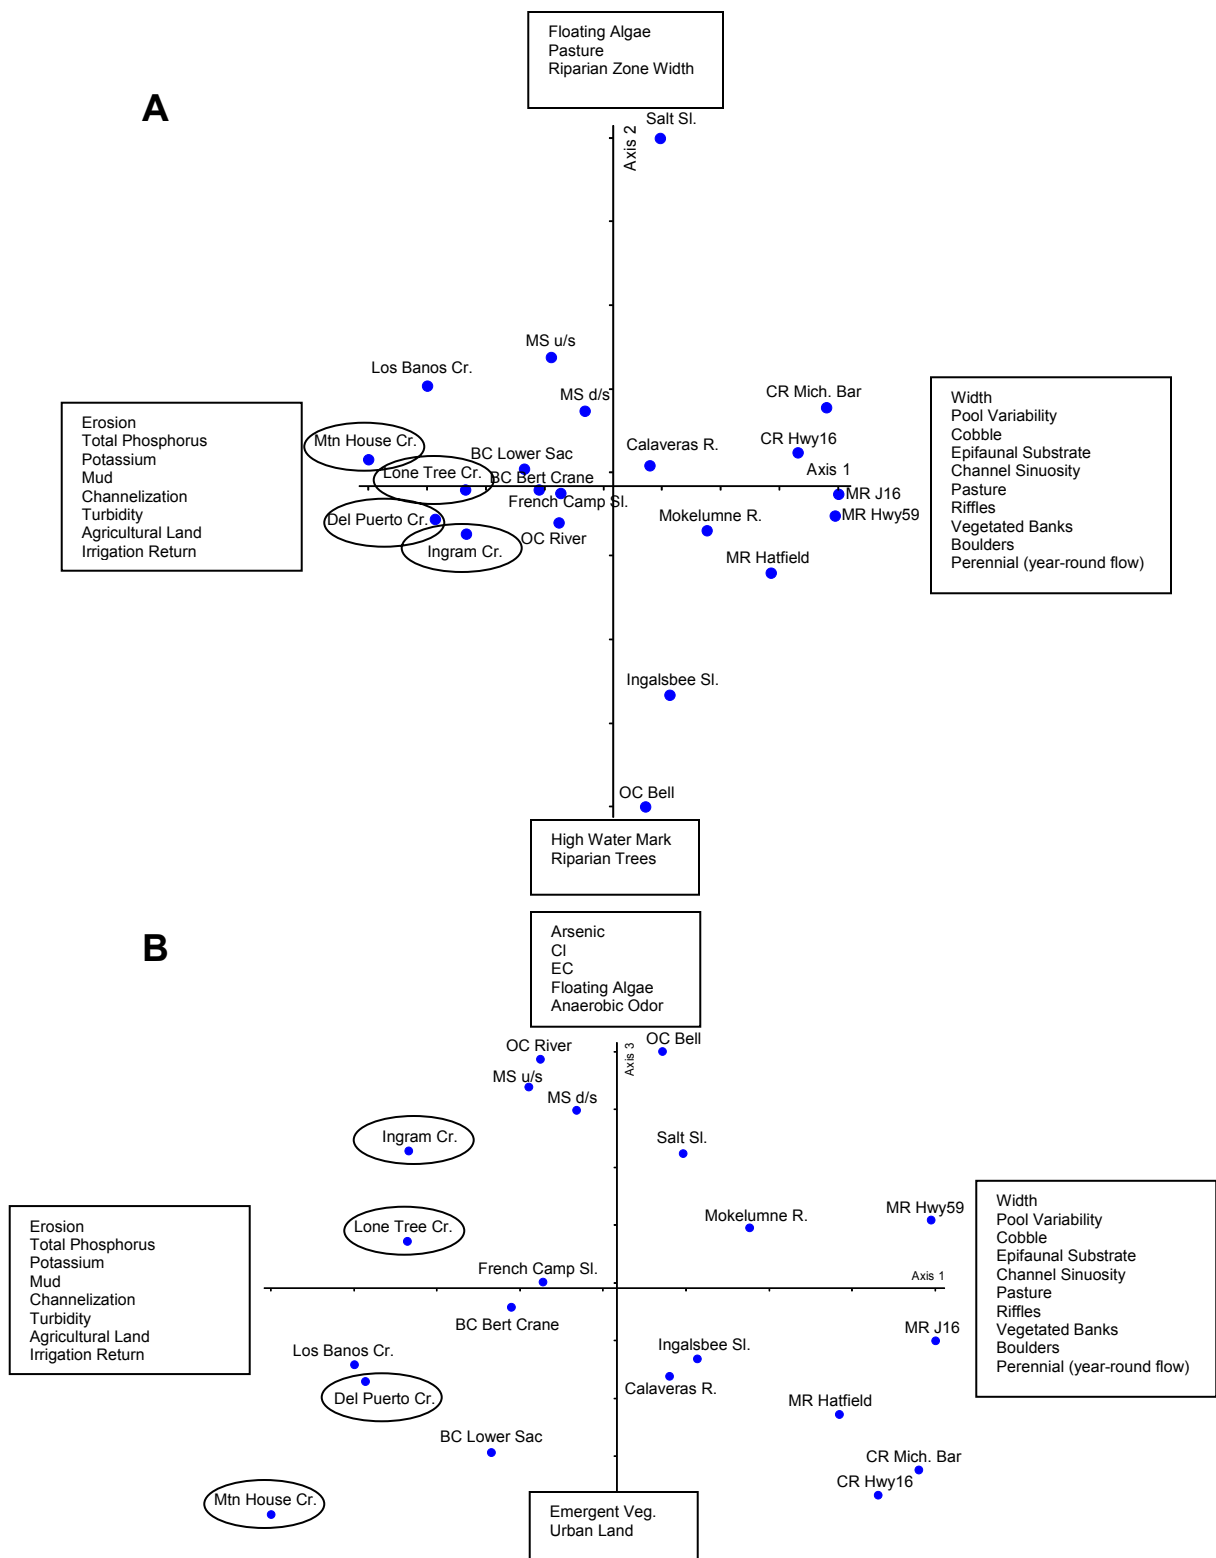 Floating Algae
Pasture
Riparian Zone Width
A
Salt Sl.
Axis 2
MS u/s
Los Banos Cr.
MS d/s
CR Mich. Bar
Erosion
Total Phosphorus
Potassium
Mud
Channelization
Turbidity
Agricultural Land
Irrigation Return
Mtn House Cr.
BC Lower Sac
Calaveras R.
CR Hwy16
Lone Tree Cr.
BC Bert Crane
Axis 1
French Camp Sl.
MR J16
Del Puerto Cr.
OC River
Mokelumne R.
MR Hwy59
Ingram Cr.
MR Hatfield
Width
Pool Variability
Cobble
Epifaunal Substrate
Channel Sinuosity
Pasture
Riffles
Vegetated Banks
Boulders
Perennial (year-round flow)
Ingalsbee Sl.
OC Bell
High Water Mark
Riparian Trees
B
Arsenic
Cl
EC
Floating Algae
Anaerobic Odor
OC River
OC Bell
Axis 3
MS u/s
MS d/s
Ingram Cr.
Salt Sl.
Lone Tree Cr.
Mokelumne R.
MR Hwy59
Erosion
Total Phosphorus
Potassium
Mud
Channelization
Turbidity
Agricultural Land
Irrigation Return
French Camp Sl.
Axis 1
BC Bert Crane
MR J16
Width
Pool Variability
Cobble
Epifaunal Substrate
Channel Sinuosity
Pasture
Riffles
Vegetated Banks
Boulders
Perennial (year-round flow)
Los Banos Cr.
Ingalsbee Sl.
Del Puerto Cr.
Calaveras R.
MR Hatfield
BC Lower Sac
CR Mich. Bar
CR Hwy16
Mtn House Cr.
Emergent Veg.
Urban Land